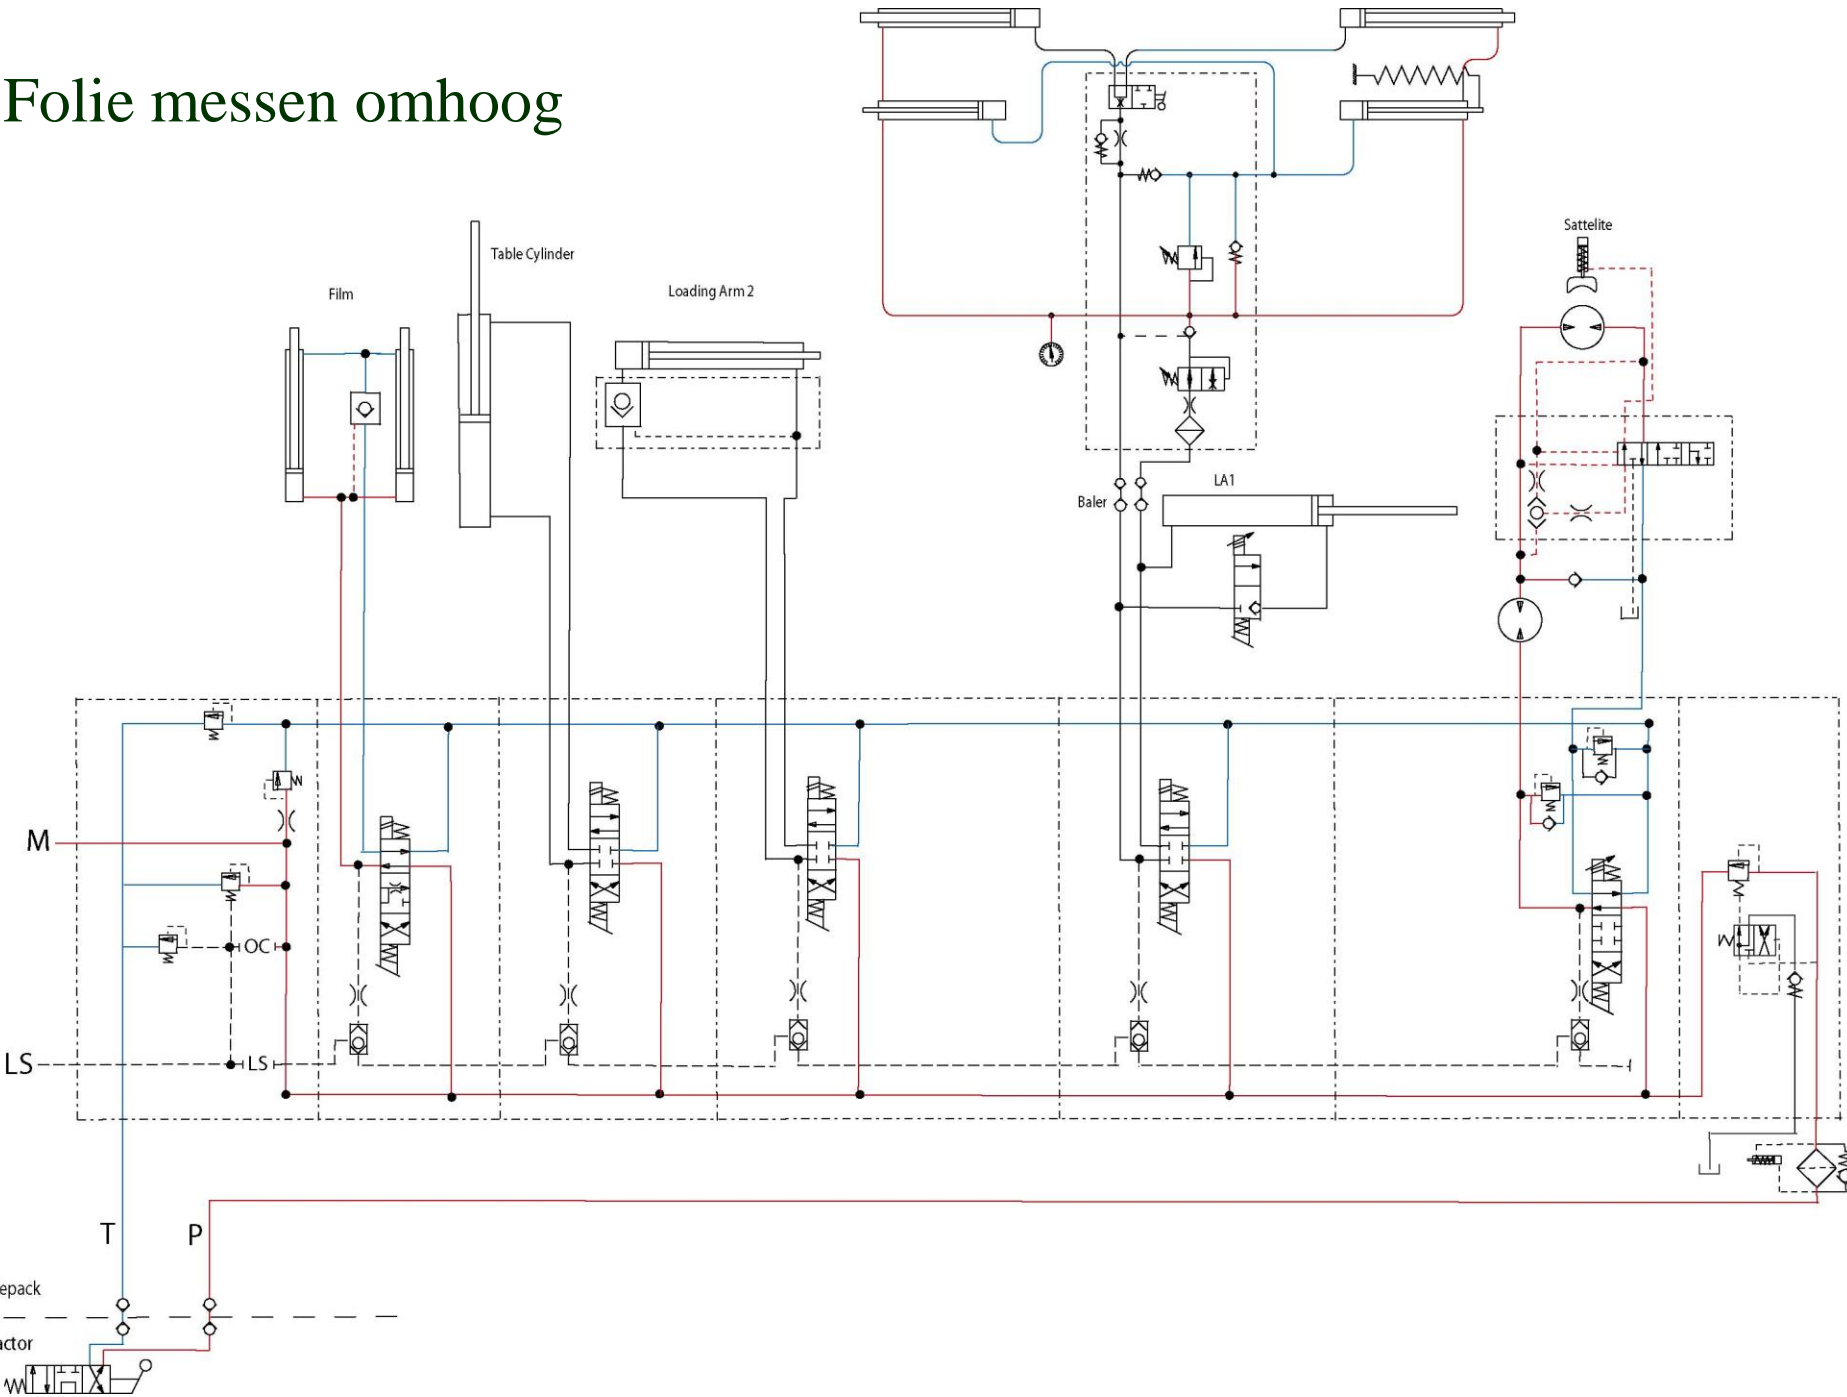 Folie messen omhoog
Sattelite
Table Cylinder
Film
Loading Arm 2
LA1
Baler
M
OC
LS
LS
T
P
epack
actor